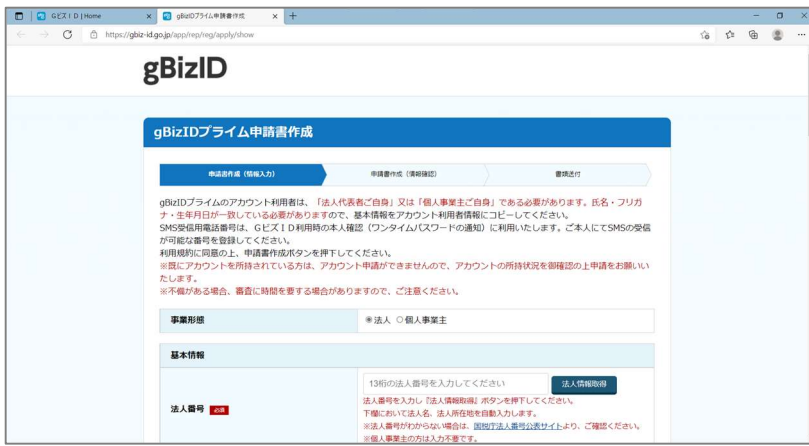 GビズID | Home
gBizIDプライム申請書作成
https://gbiz-id.go.jp/app/rep/reg/apply/show
gBizID
gBizIDプライム申請書作成
申請書作成（情報入力）
申請書作成（情報確認）
書類送付
gBizIDプライムのアカウント利用者は、「法人代表者ご自身」又は「個人事業主ご自身」である必要があります。氏名・フリガ
ナ・生年月日が一致している必要がありますので、基本情報をアカウント利用者情報にコピーしてください。
SMS受信用電話番号は、GビズID利用時の本人確認（ワンタイムパスワードの通知）に利用いたします。ご本人にてSMSの受信
が可能な番号を登録してください。
利用規約に同意の上、申請書作成ボタンを押下してください。
※既にアカウントを所持されている方は、アカウント申請ができませんので、アカウントの所持状況を御確認の上申請をお願いい
たします。
※不備がある場合、審査に時間を要する場合がありますので、ご注意ください。
事業形態
法人 個人事業主
基本情報
法人番号 必須
13桁の法人番号を入力してください
法人情報取得
法人番号を入力し『法人情報取得』ボタンを押下してください。
下欄において法人名、法人所在地を自動入力します。
※法人番号がわからない場合は、国税庁法人番号公表サイトより、ご確認ください。
※個人事業主の方は入力不要です。